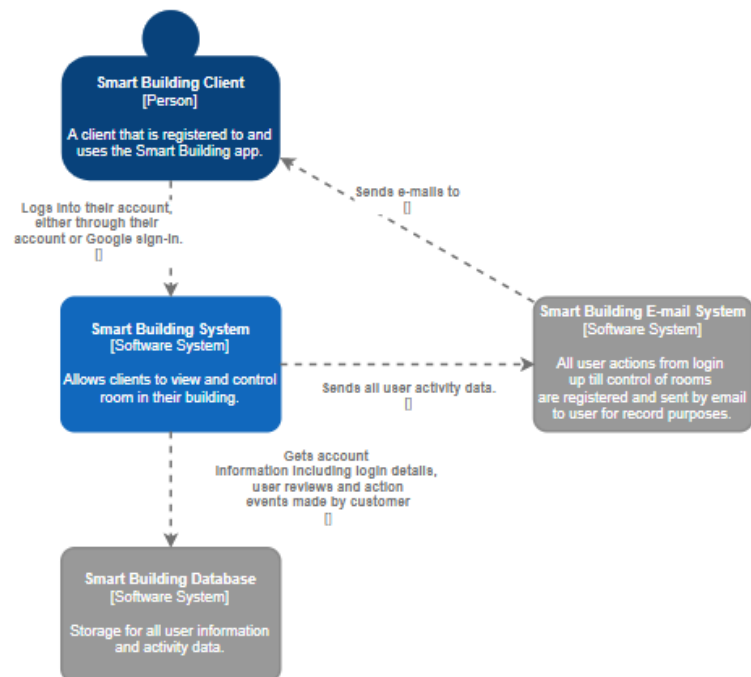 Smart Building Client
[Person]
A client that is registered to and
uses the Smart Building app.
Sends e-mails to
[]
Logs into their account,
either through their
account or Google sign-in.
[]
Smart Building System
[Software System]
Allows clients to view and control
room in their building.
Sends all user activity data.
[]
Smart Building E-mail System
[Software System]
All user actions from login
up till control of rooms
are registered and sent by email
to user for record purposes.
Gets account
information including login details,
user reviews and action
events made by customer
[]
Smart Building Database
[Software System]
Storage for all user information
and activity data.